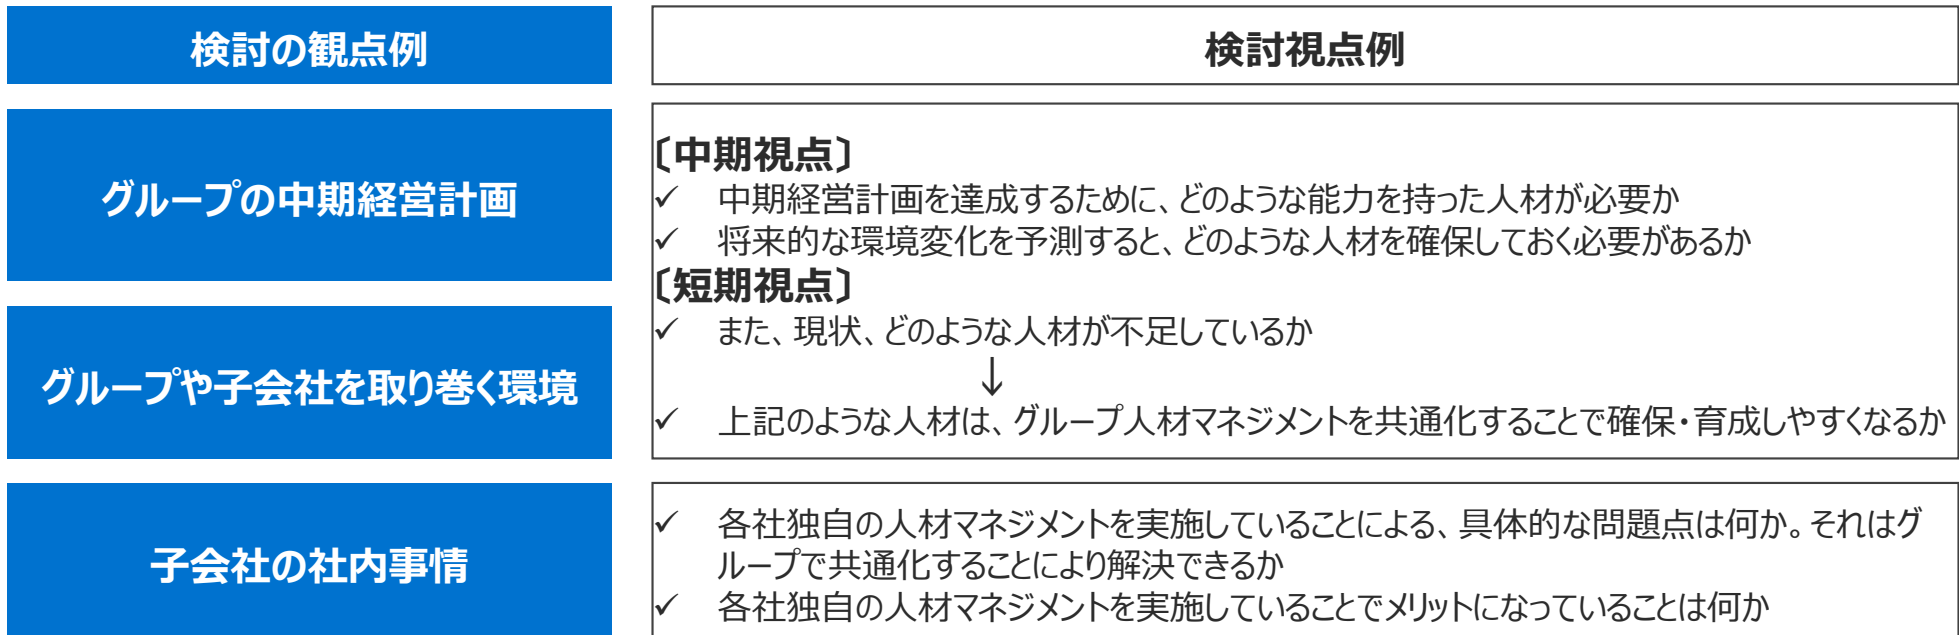 検討の観点例
検討視点例
グループの中期経営計画
グループや子会社を取り巻く環境
〔中期視点〕
✓ 中期経営計画を達成するために、どのような能力を持った人材が必要か
✓ 将来的な環境変化を予測すると、どのような人材を確保しておく必要があるか
〔短期視点〕
✓ また、現状、どのような人材が不足しているか
↓
✓ 上記のような人材は、グループ人材マネジメントを共通化することで確保・育成しやすくなるか
子会社の社内事情
✓ 各社独自の人材マネジメントを実施していることによる、具体的な問題点は何か。それはグ
ループで共通化することにより解決できるか
✓ 各社独自の人材マネジメントを実施していることでメリットになっていることは何か